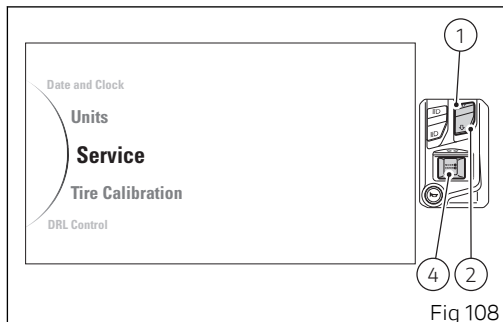 Date and Clock
Units
Service
Tire Calibration
DRL Control
1
4
2
Fig 108